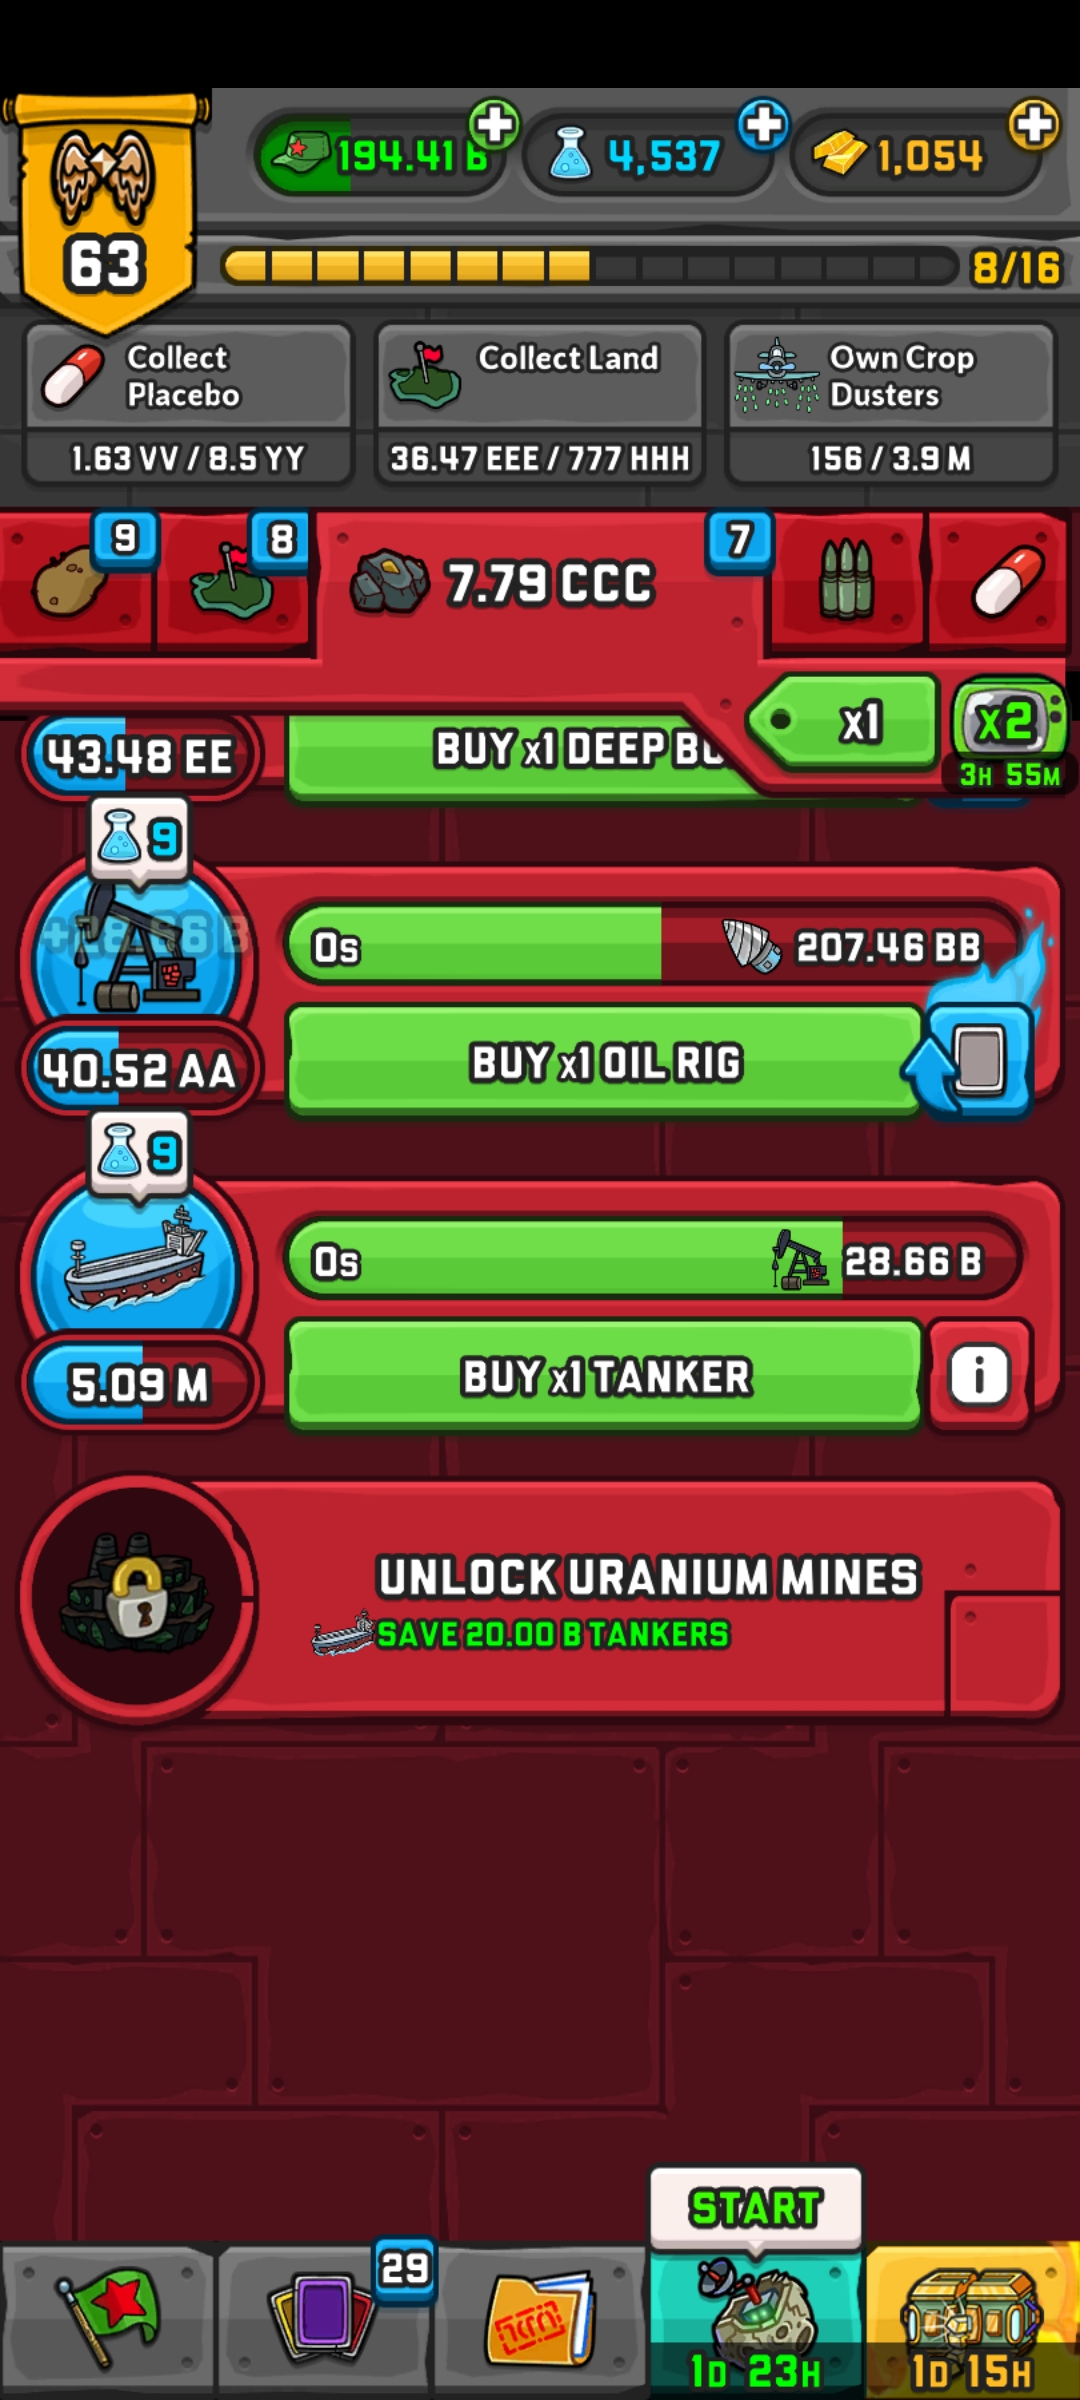 194.41 B
4,537
1,054
63
8/16
Collect
Placebo
1.63 VV / 8.5 YY
Collect Land
36.47 EEE / 777 HHH
Own Crop
Dusters
156 / 3.9 M
9
8
7.79 CCC
7
x1
x2
3H 55M
43.48 EE
BUY x1 DEEP
9
+28.66 B
0s
207.46 BB
40.52 AA
BUY x1 OIL RIG
9
0s
28.66 B
5.09 M
BUY x1 TANKER
i
UNLOCK URANIUM MINES
SAVE 20.00 B TANKERS
START
29
1D 23H
1D 15H